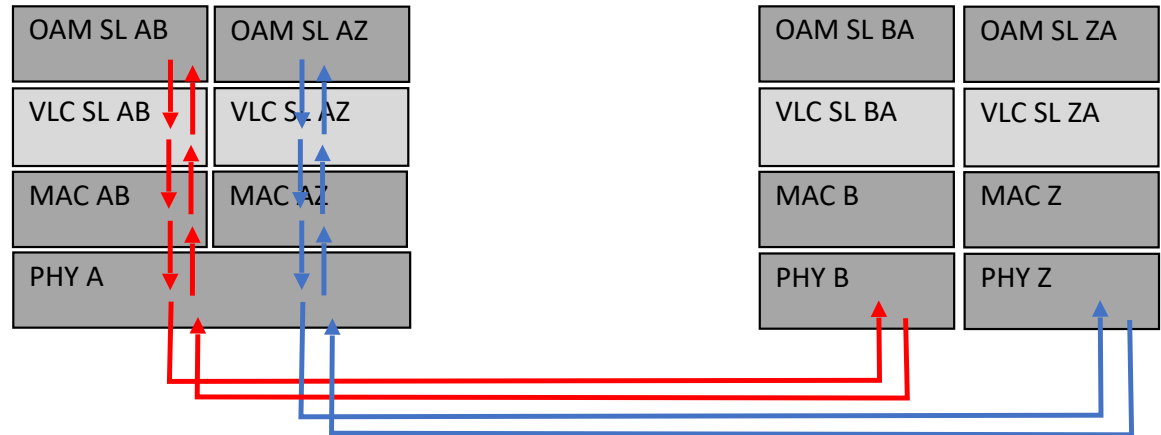 OAM SL AB
OAM SL AZ
OAM SL BA
OAM SL ZA
VLC SL AB
VLC SL AZ
VLC SL BA
VLC SL ZA
MAC AB
MAC AZ
MAC B
MAC Z
PHY A
PHY B
PHY Z